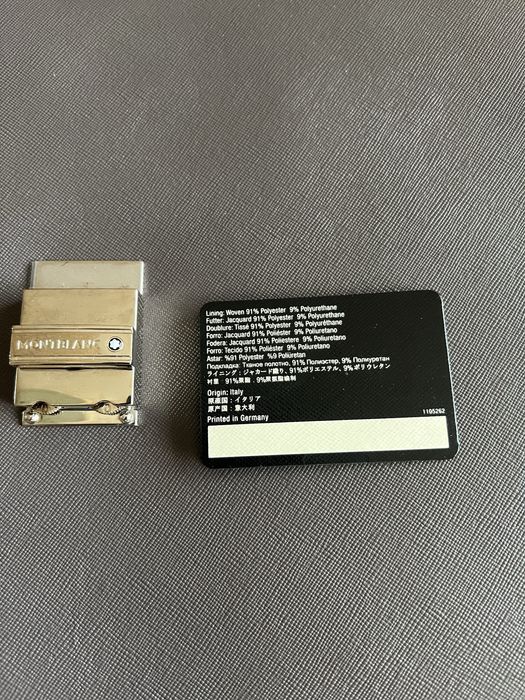 MONTBLANC
Lining: Woven 91% Polyester 9% Polyurethane
Futter: Jacquard 91% Polyester 9% Polyurethane
Doublure: Tissé 91% Polyester 9% Polyuréthane
Forro: Jacquard 91% Poliéster 9% Poliuretano
Fodera: Jacquard 91% Poliestere 9% Poliuretano
Forro: Tecido 91% Poliéster 9% Poliuretano
Astar: %91 Polyester %9 Poliüretan
Подкладка: Тканое полотно, 91% Полиэстер, 9% Полиуретан
ライニング：ジャカード織り、91%ポリエステル、9%ポリウレタン
衬里：91%聚酯，9%聚氨酯
Origin: Italy
原産国：イタリア
原产国：意大利
Printed in Germany
1105262